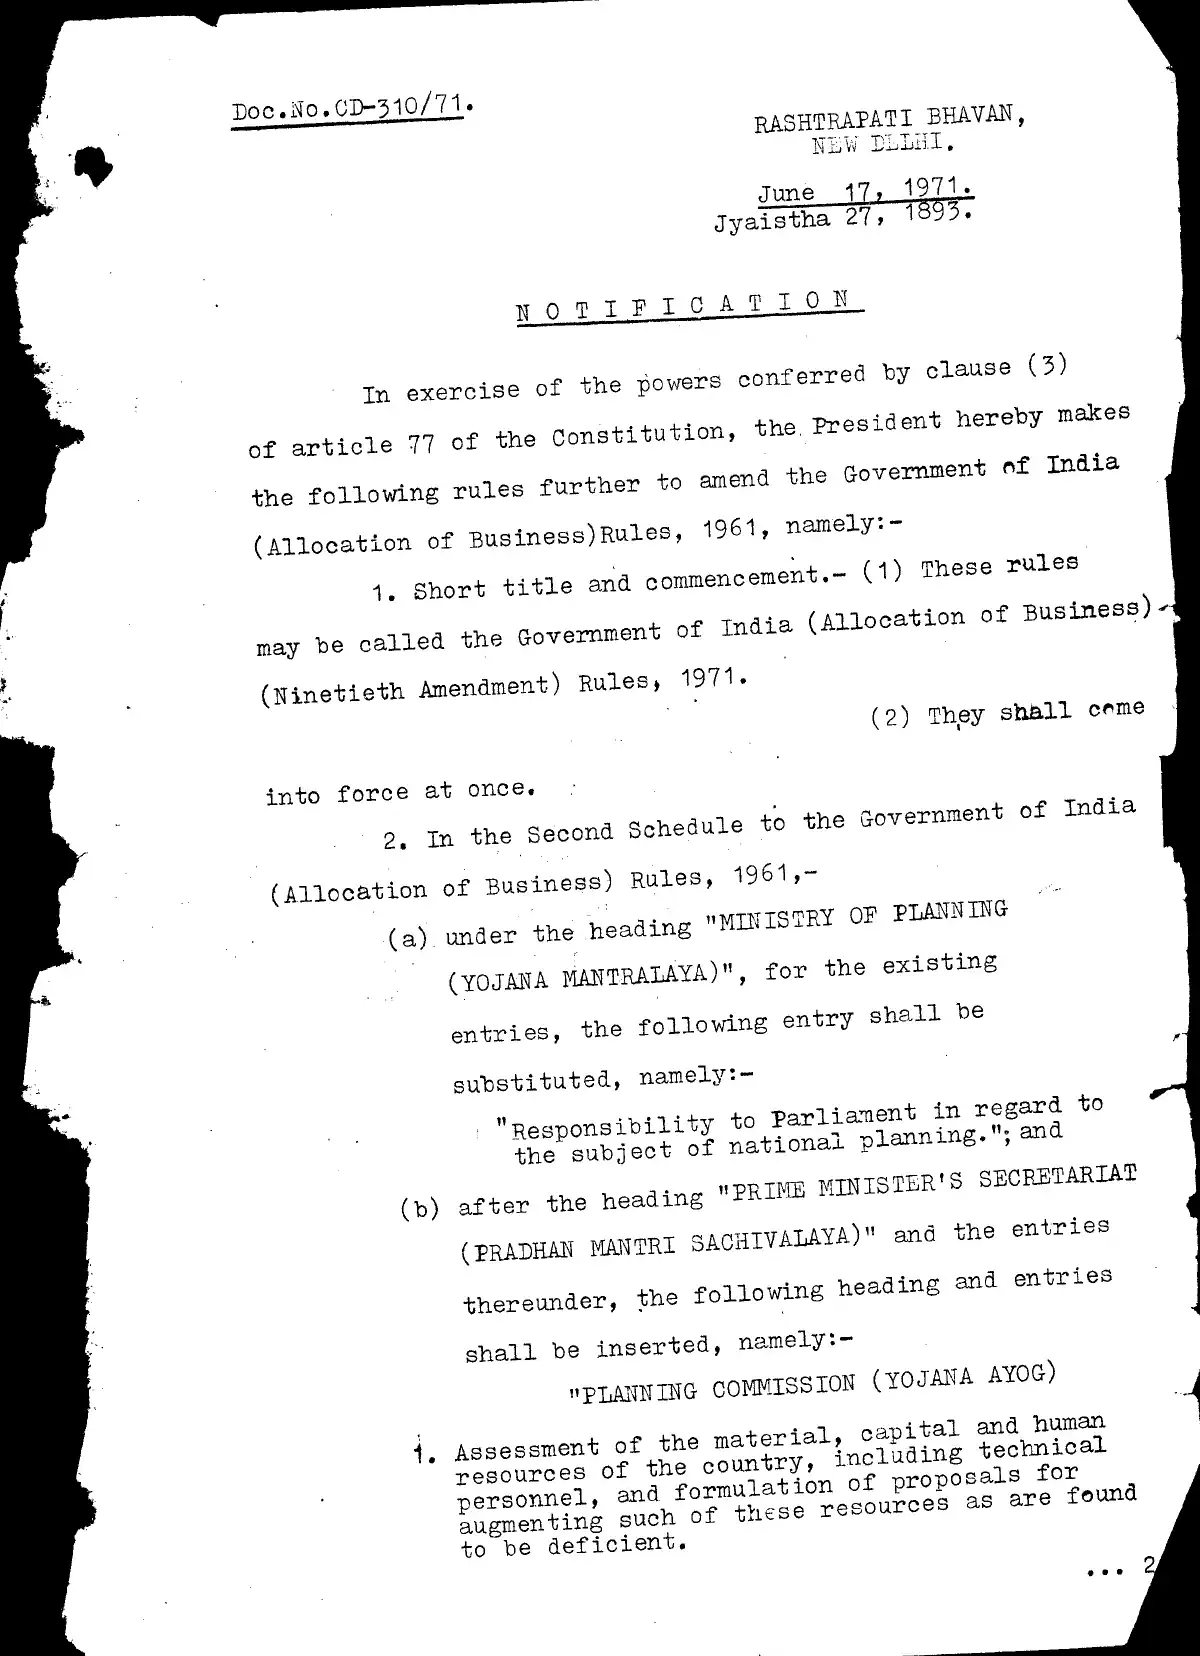 Doc.No.CD-310/71.
RASHTRAPATI BHAVAN,
NEW DELHI.
June 17, 1971.
Jyaistha 27, 1893.
N O T I F I C A T I O N
In exercise of the powers conferred by clause (3)
of article 77 of the Constitution, the President hereby makes
the following rules further to amend the Government of India
(Allocation of Business)Rules, 1961, namely:-
1. Short title and commencement.- (1) These rules
may be called the Government of India (Allocation of Business)-
(Ninetieth Amendment) Rules, 1971.
(2) They shall come
into force at once.
2. In the Second Schedule to the Government of India
(Allocation of Business) Rules, 1961,-
(a) under the heading "MINISTRY OF PLANNING
(YOJANA MANTRALAYA)", for the existing
entries, the following entry shall be
substituted, namely:-
"Responsibility to Parliament in regard to
the subject of national planning."; and
(b) after the heading "PRIME MINISTER'S SECRETARIAT
(PRADHAN MANTRI SACHIVALAYA)" and the entries
thereunder, the following heading and entries
shall be inserted, namely:-
"PLANNING COMMISSION (YOJANA AYOG)
1. Assessment of the material, capital and human
resources of the country, including technical
personnel, and formulation of proposals for
augmenting such of these resources as are found
to be deficient.
... 2